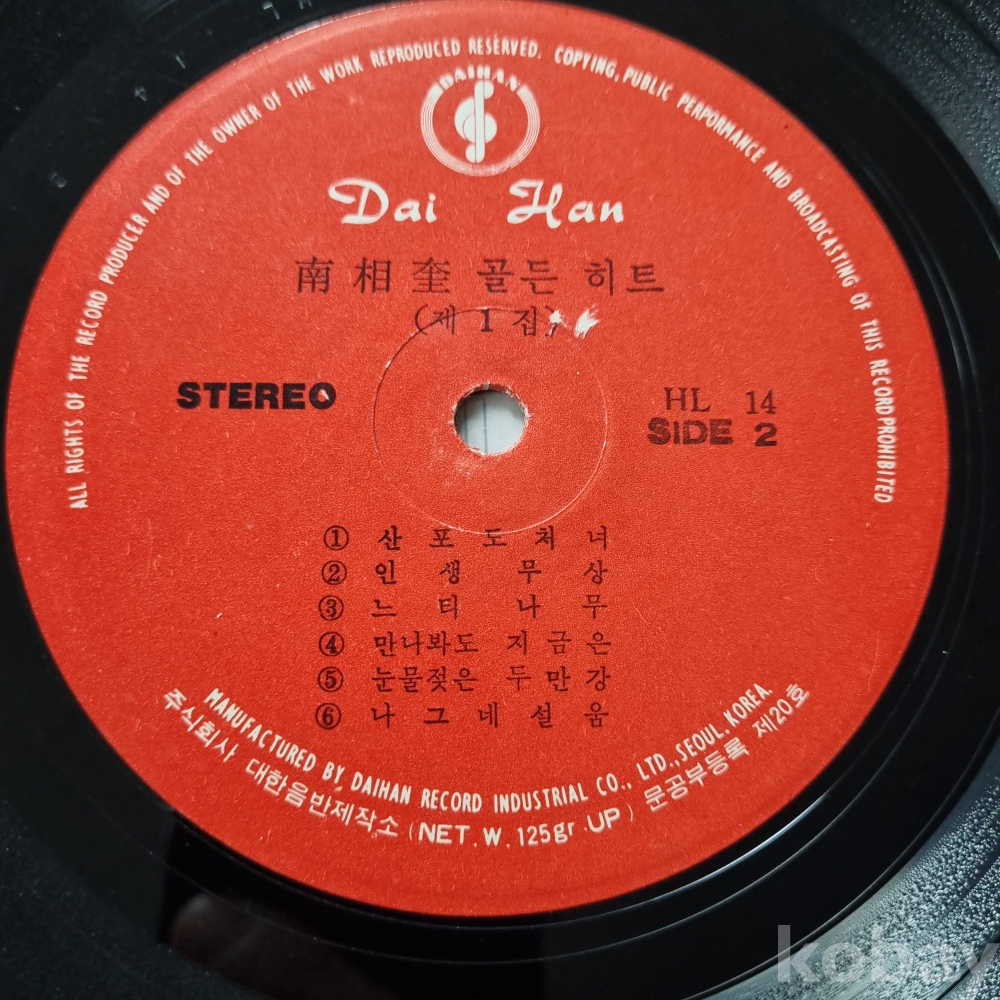 ALL RIGHTS OF THE RECORD PRODUCER AND OF THE OWNER OF THE WORK REPRODUCED RESERVED. COPYING, PUBLIC PERPORMANCE AND BROADCASTING OF THIS RECORD PROHIBITED
DAIHAN
Dai Han
南相奎 골든 히트
(제1집)
STEREO
HL 14
SIDE 2
① 산포도처녀
② 인생무상
③ 느티나무
④ 만나봐도 지금은
⑤ 눈물젖은 두만강
⑥ 나그네설움
MANUFACTURED BY DAIHAN RECORD INDUSTRIAL CO., LTD., SEOUL. KOREA.
주식회사 대한음반제작소 (NET. W. 125gr. UP) 문공부등록 제20호
kobay